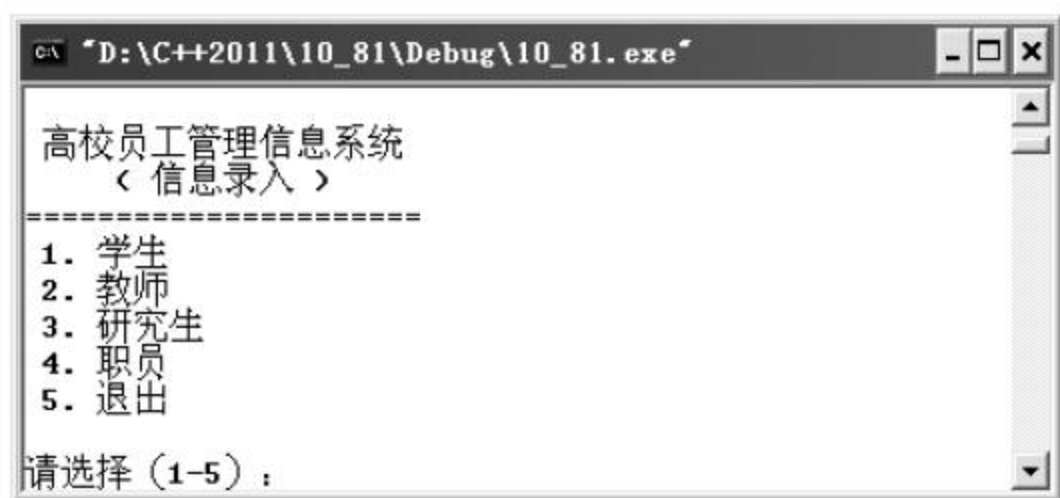 "D:\C++2011\10_81\Debug\10_81.exe"
高校员工管理信息系统
< 信息录入 >
======================
1. 学生
2. 教师
3. 研究生
4. 职员
5. 退出
请选择（1-5）：